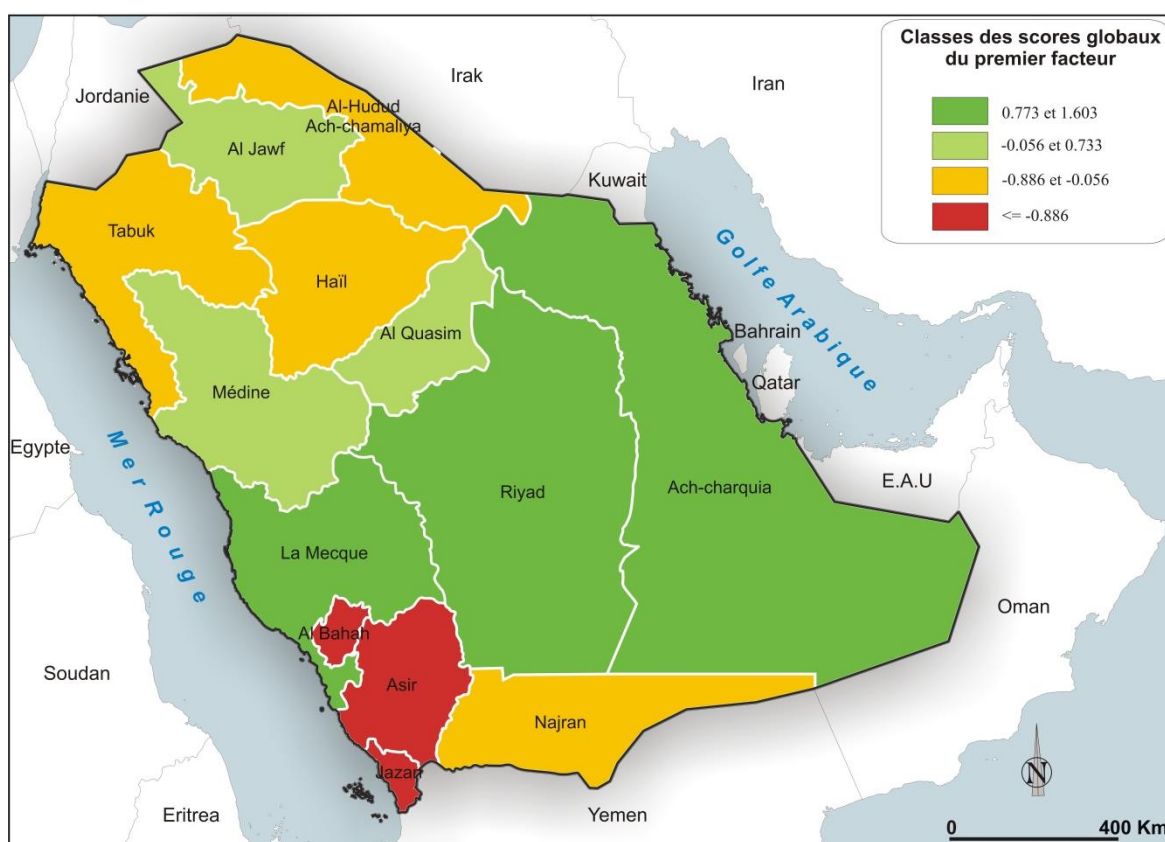 Classes des scores globaux
du premier facteur
0.773 et 1.603
-0.056 et 0.733
-0.886 et -0.056
<= -0.886
Jordanie
Irak
Iran
Al-Hudud
Ach-chamaliya
Al Jawf
Kuwait
Tabuk
Haïl
Golfe Arabique
Al Quasim
Bahrain
Médine
Qatar
Egypte
Mer Rouge
Riyad
Ach-charquia
E.A.U
La Mecque
Oman
Al Bahah
Soudan
Asir
Najran
Jazan
N
Eritrea
Yemen
0 400 Km